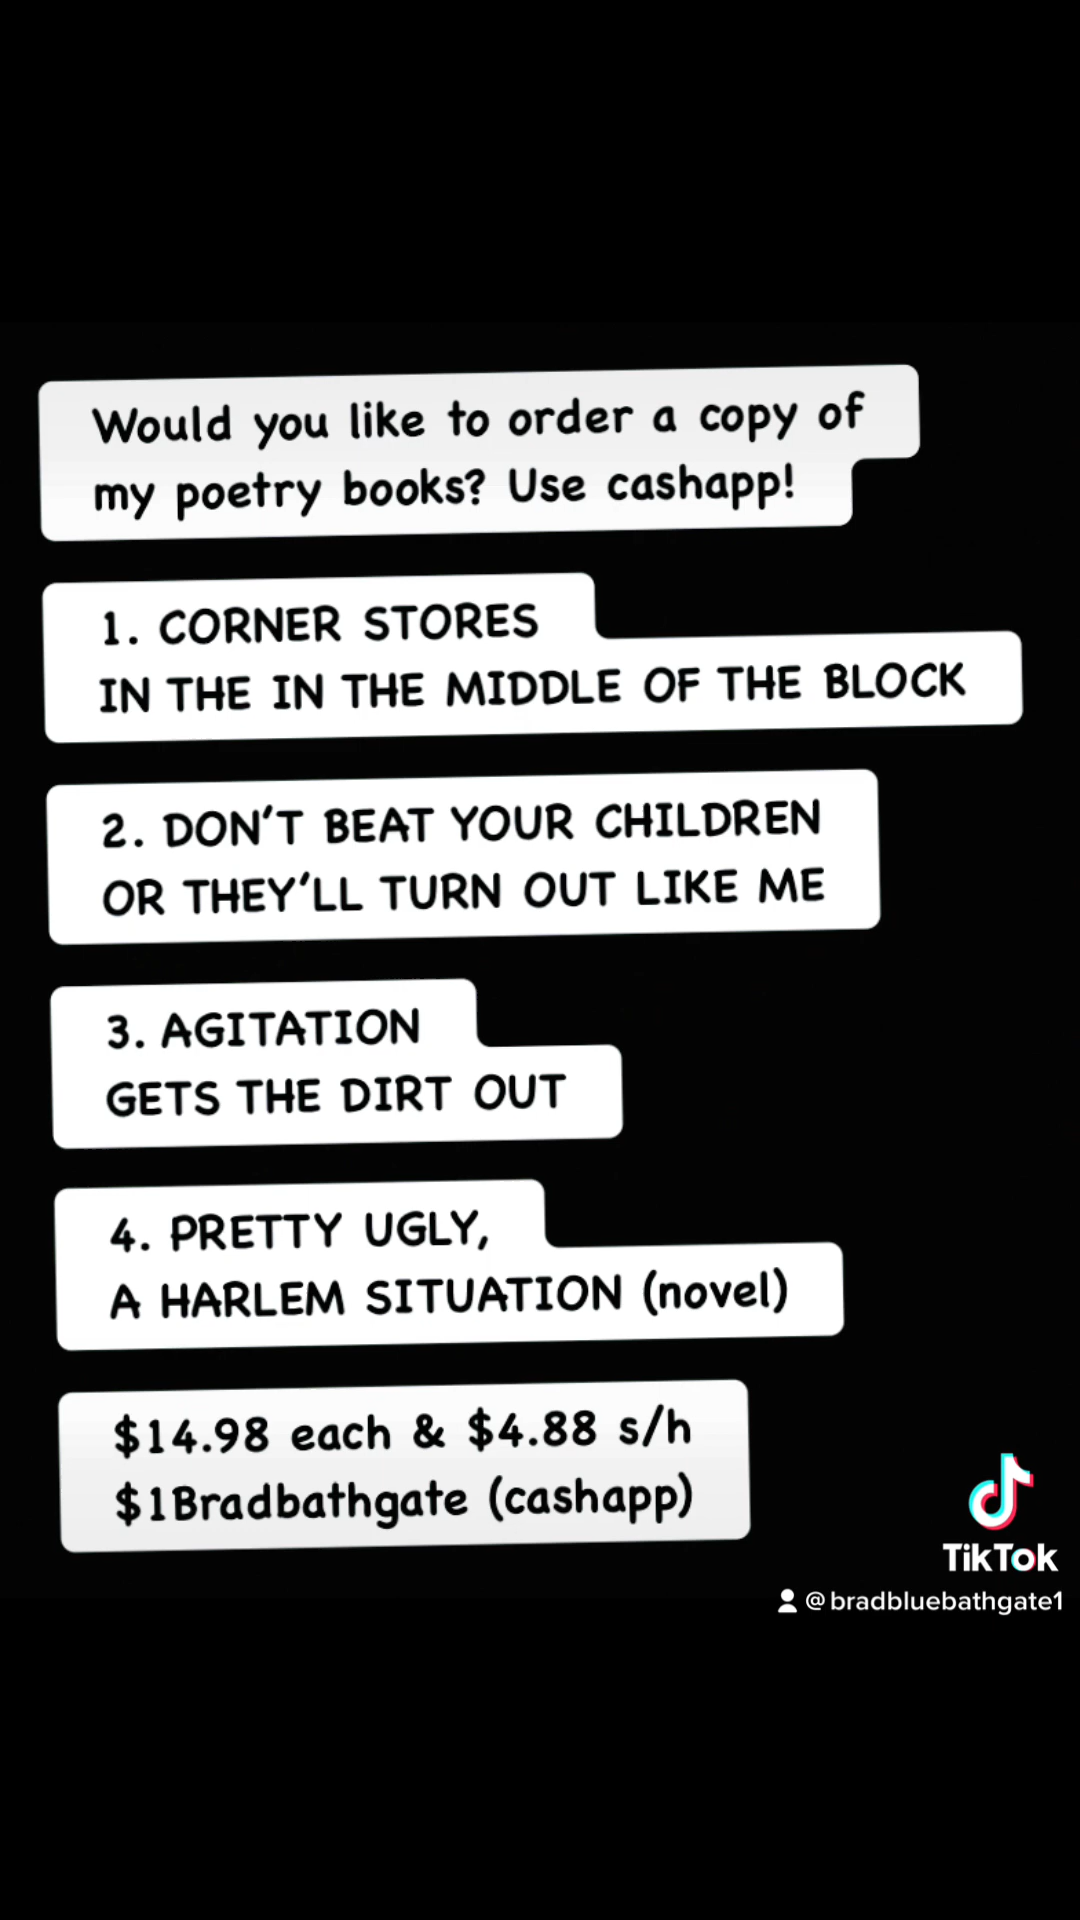 Would you like to order a copy of
my poetry books? Use cashapp!
1. CORNER STORES
IN THE IN THE MIDDLE OF THE BLOCK
2. DON'T BEAT YOUR CHILDREN
OR THEY'LL TURN OUT LIKE ME
3. AGITATION
GETS THE DIRT OUT
4. PRETTY UGLY,
A HARLEM SITUATION (novel)
$14.98 each & $4.88 s/h
$1Bradbathgate (cashapp)
TikTok
@bradbluebathgate1